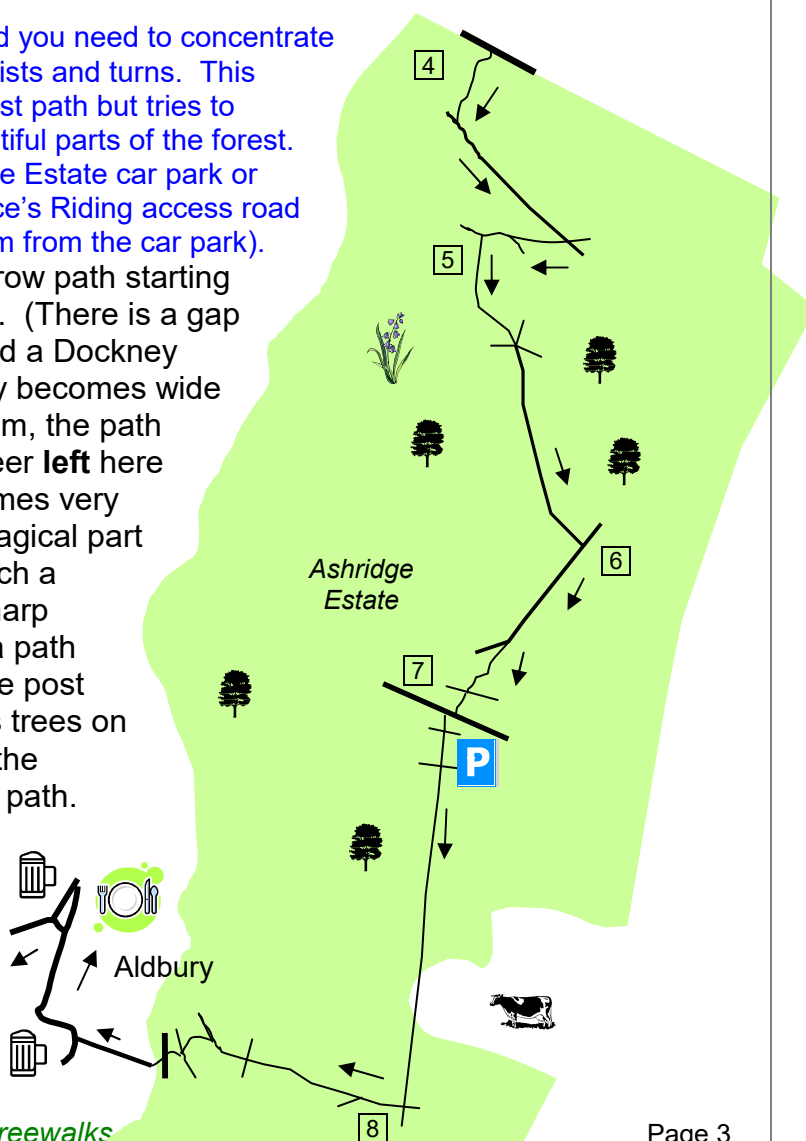 d you need to concentrate
ists and turns.  This
st path but tries to
tiful parts of the forest.
e Estate car park or
ce's Riding access road
m from the car park).
row path starting
.  (There is a gap
d a Dockney
y becomes wide
m, the path
eer left here
mes very
agical part
ch a
harp
a path
e post
s trees on
the
path.
4
5
6
Ashridge
Estate
7
P
Aldbury
8
reewalks
Page 3